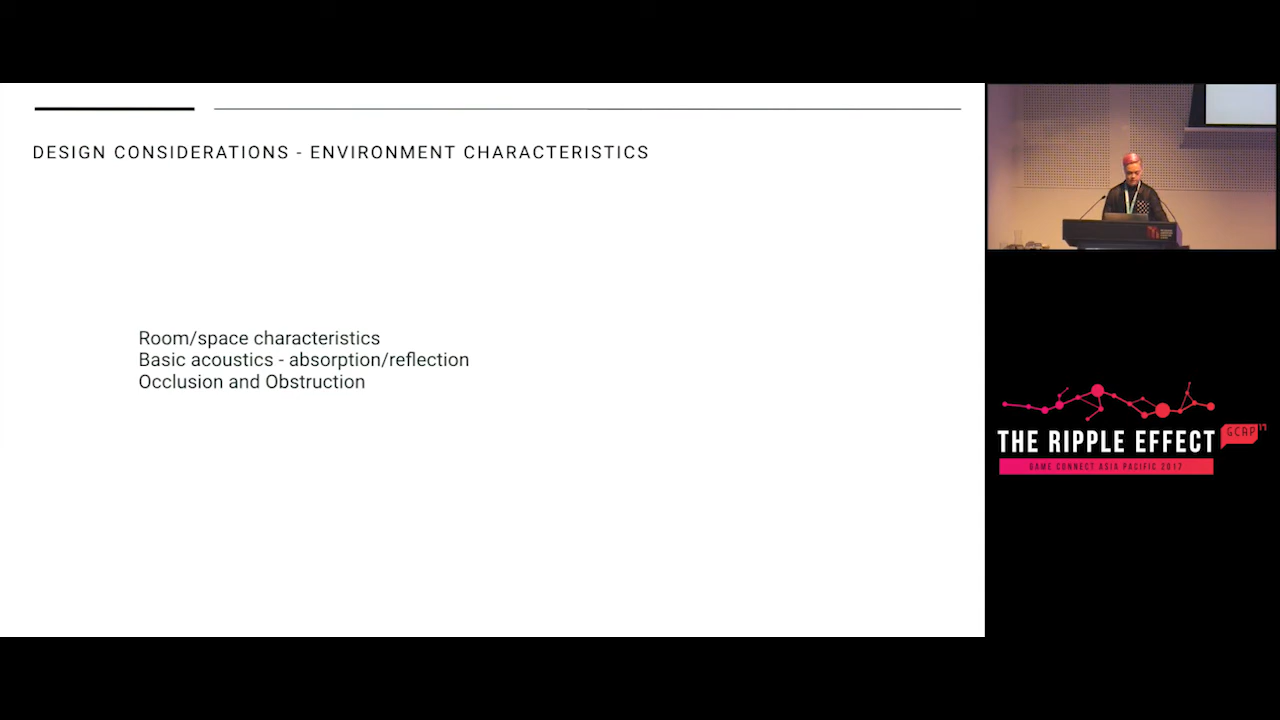 DESIGN CONSIDERATIONS - ENVIRONMENT CHARACTERISTICS
Room/space characteristics
Basic acoustics - absorption/reflection
Occlusion and Obstruction
THE RIPPLE EFFECT
GCAP 17
GAME CONNECT ASIA PACIFIC 2017